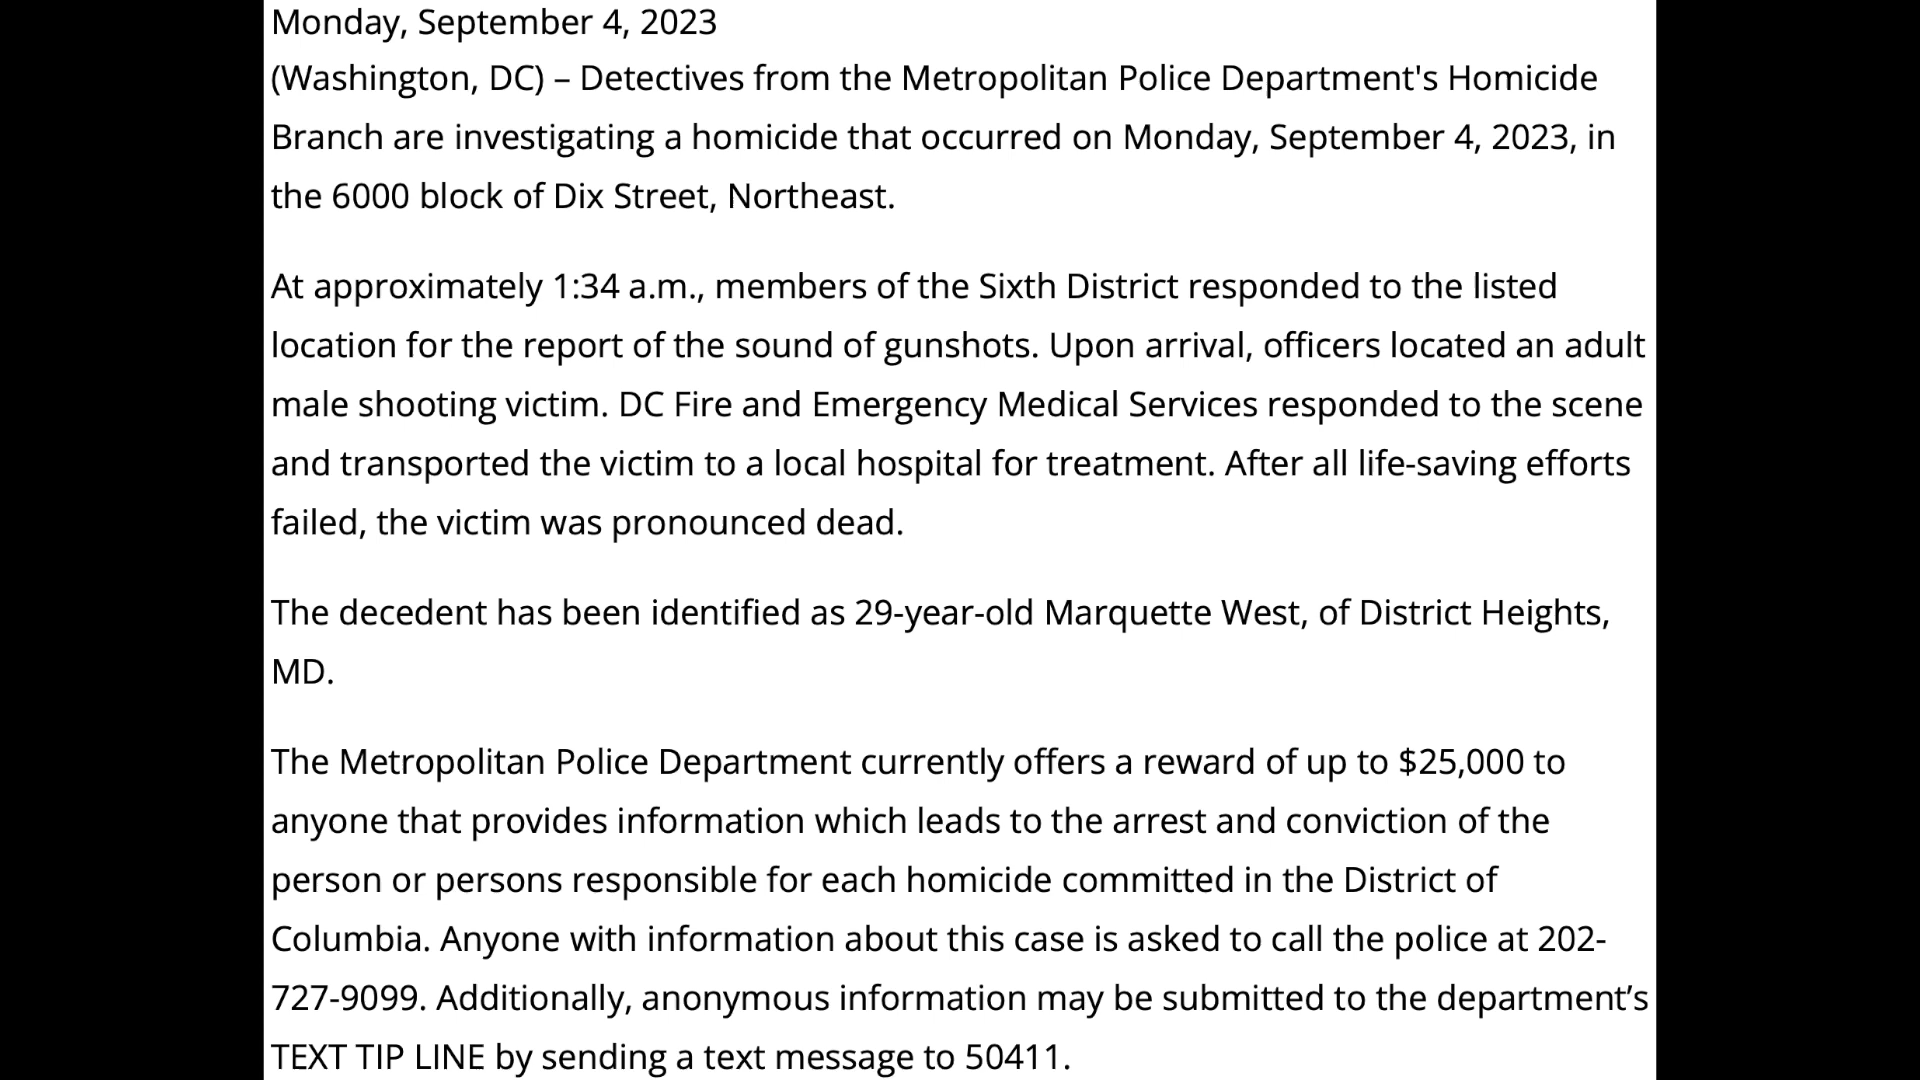 Monday, September 4, 2023
(Washington, DC) – Detectives from the Metropolitan Police Department's Homicide
Branch are investigating a homicide that occurred on Monday, September 4, 2023, in
the 6000 block of Dix Street, Northeast.
At approximately 1:34 a.m., members of the Sixth District responded to the listed
location for the report of the sound of gunshots. Upon arrival, officers located an adult
male shooting victim. DC Fire and Emergency Medical Services responded to the scene
and transported the victim to a local hospital for treatment. After all life-saving efforts
failed, the victim was pronounced dead.
The decedent has been identified as 29-year-old Marquette West, of District Heights,
MD.
The Metropolitan Police Department currently offers a reward of up to $25,000 to
anyone that provides information which leads to the arrest and conviction of the
person or persons responsible for each homicide committed in the District of
Columbia. Anyone with information about this case is asked to call the police at 202-
727-9099. Additionally, anonymous information may be submitted to the department’s
TEXT TIP LINE by sending a text message to 50411.